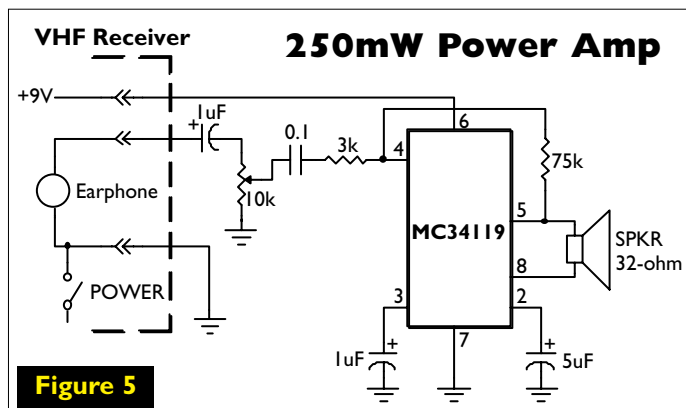 VHF Receiver
250mW Power Amp
+9V
+
1uF
0.1
3k
4
6
75k
10k
Earphone
5
MC34119
SPKR
32-ohm
8
POWER
3
2
+
1uF
7
+
5uF
Figure 5